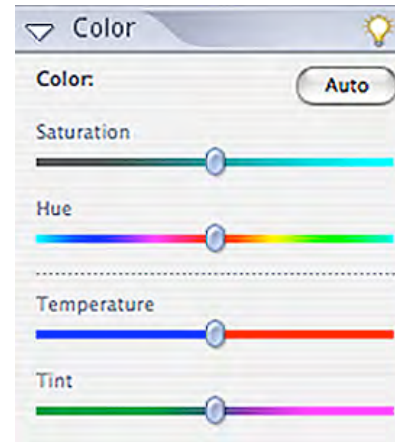 Color
Color: Auto
Saturation
Hue
Temperature
Tint